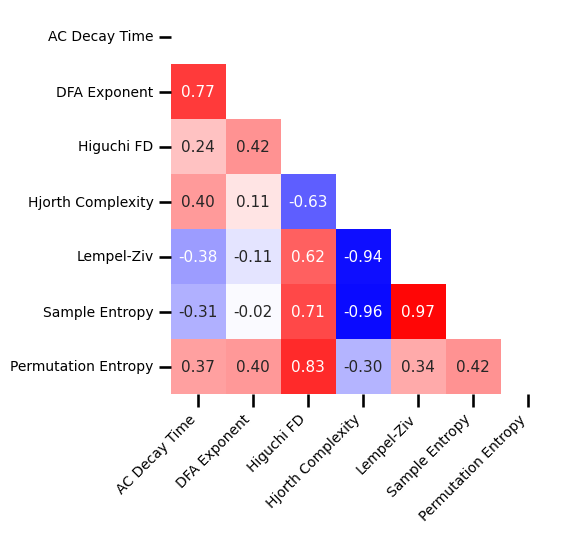 AC Decay Time
DFA Exponent
0.77
Higuchi FD
0.24 0.42
Hjorth Complexity
0.40 0.11 -0.63
Lempel-Ziv
-0.38 -0.11 0.62 -0.94
Sample Entropy
-0.31 -0.02 0.71 -0.96 0.97
Permutation Entropy
0.37 0.40 0.83 -0.30 0.34 0.42
AC Decay Time
DFA Exponent
Higuchi FD
Hjorth Complexity
Lempel-Ziv
Sample Entropy
Permutation Entropy